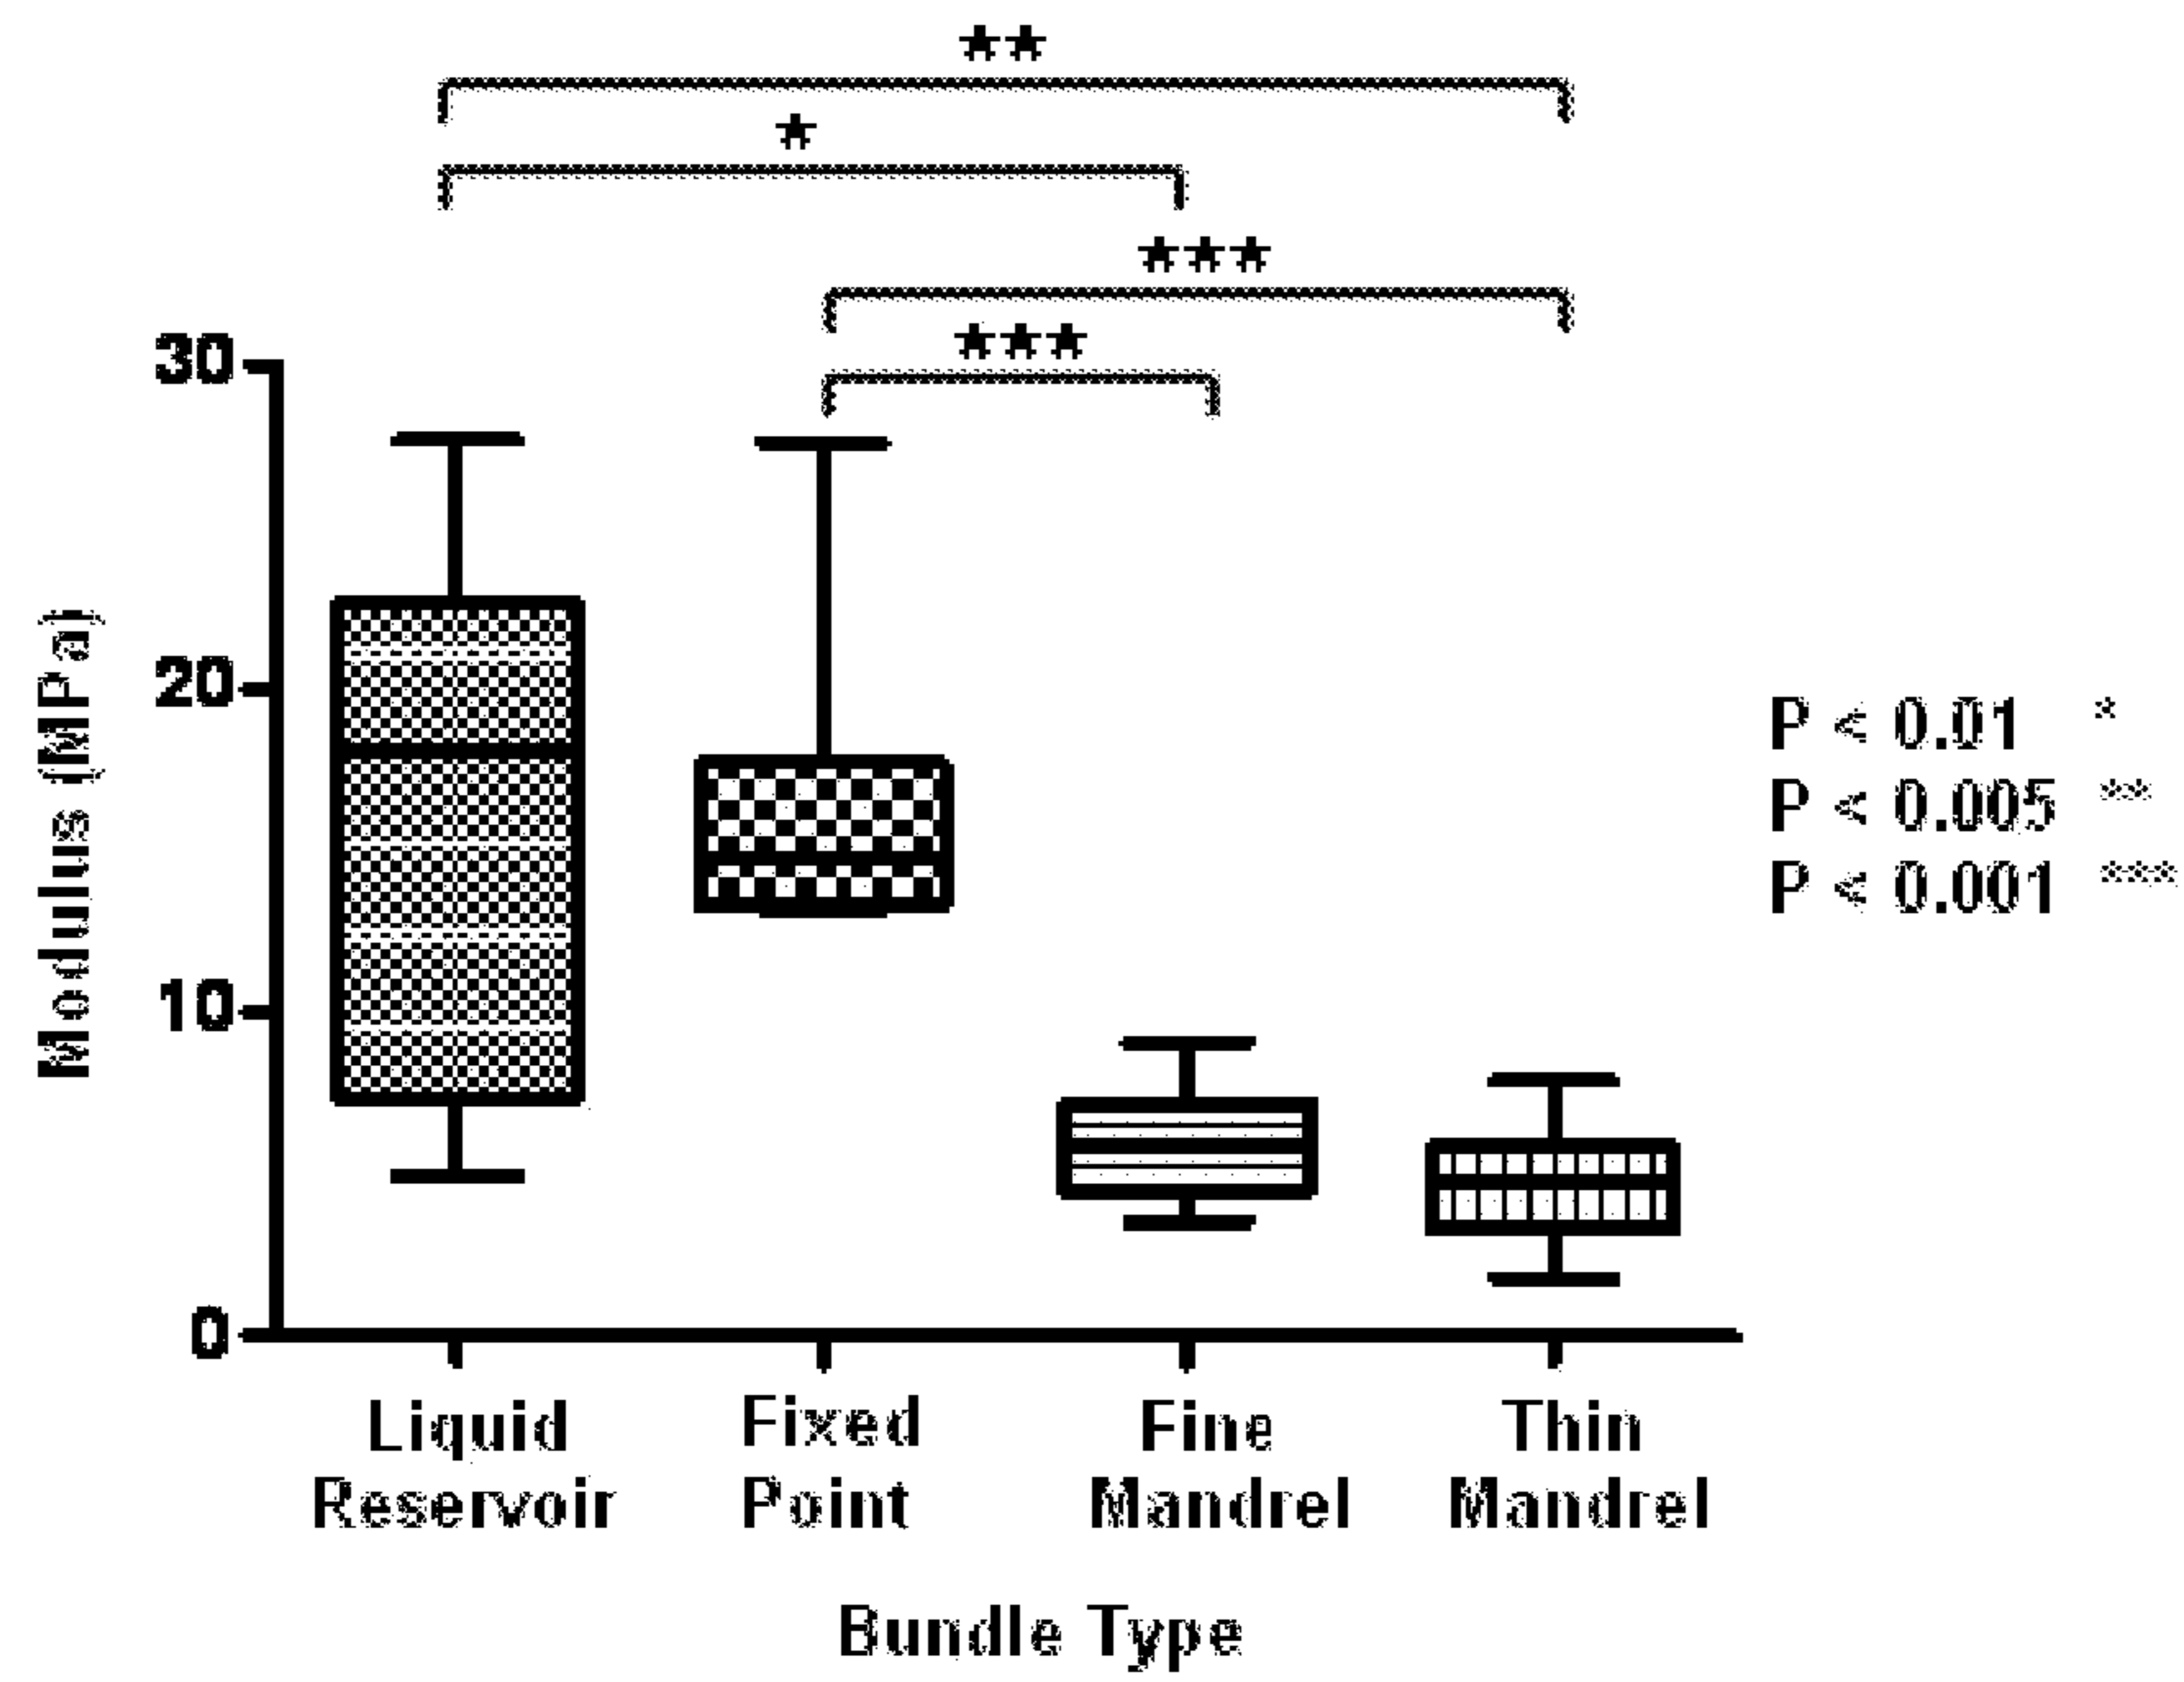 **
*
***
***
30
20
10
0
Modulus (MPa)
P < 0.01 *
P < 0.005 **
P < 0.001 ***
Liquid Reservoir
Fixed Point
Fine Mandrel
Thin Mandrel
Bundle Type